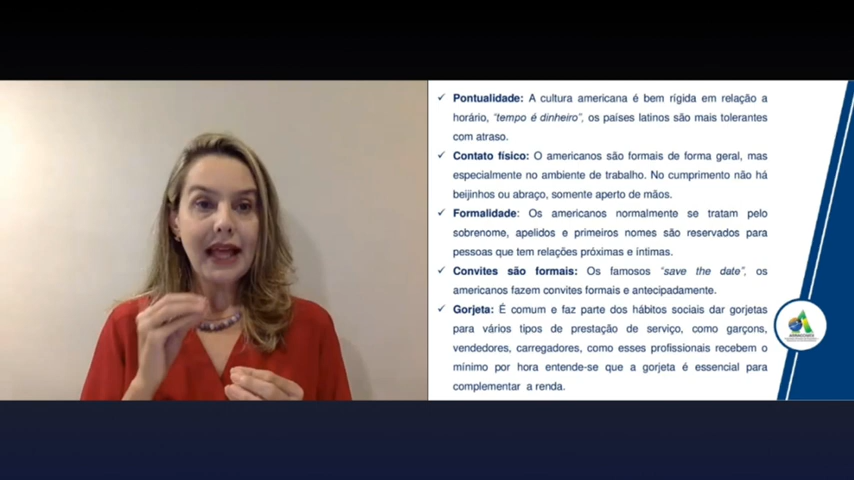 ✓ Pontualidade: A cultura americana é bem rígida em relação a
horário, “tempo é dinheiro”, os países latinos são mais tolerantes
com atraso.
✓ Contato físico: O americanos são formais de forma geral, mas
especialmente no ambiente de trabalho. No cumprimento não há
beijinhos ou abraço, somente aperto de mãos.
✓ Formalidade: Os americanos normalmente se tratam pelo
sobrenome, apelidos e primeiros nomes são reservados para
pessoas que tem relações próximas e íntimas.
✓ Convites são formais: Os famosos “save the date”, os
americanos fazem convites formais e antecipadamente.
✓ Gorjeta: É comum e faz parte dos hábitos sociais dar gorjetas
para vários tipos de prestação de serviço, como garçons,
vendedores, carregadores, como esses profissionais recebem o
mínimo por hora entende-se que a gorjeta é essencial para
complementar a renda.